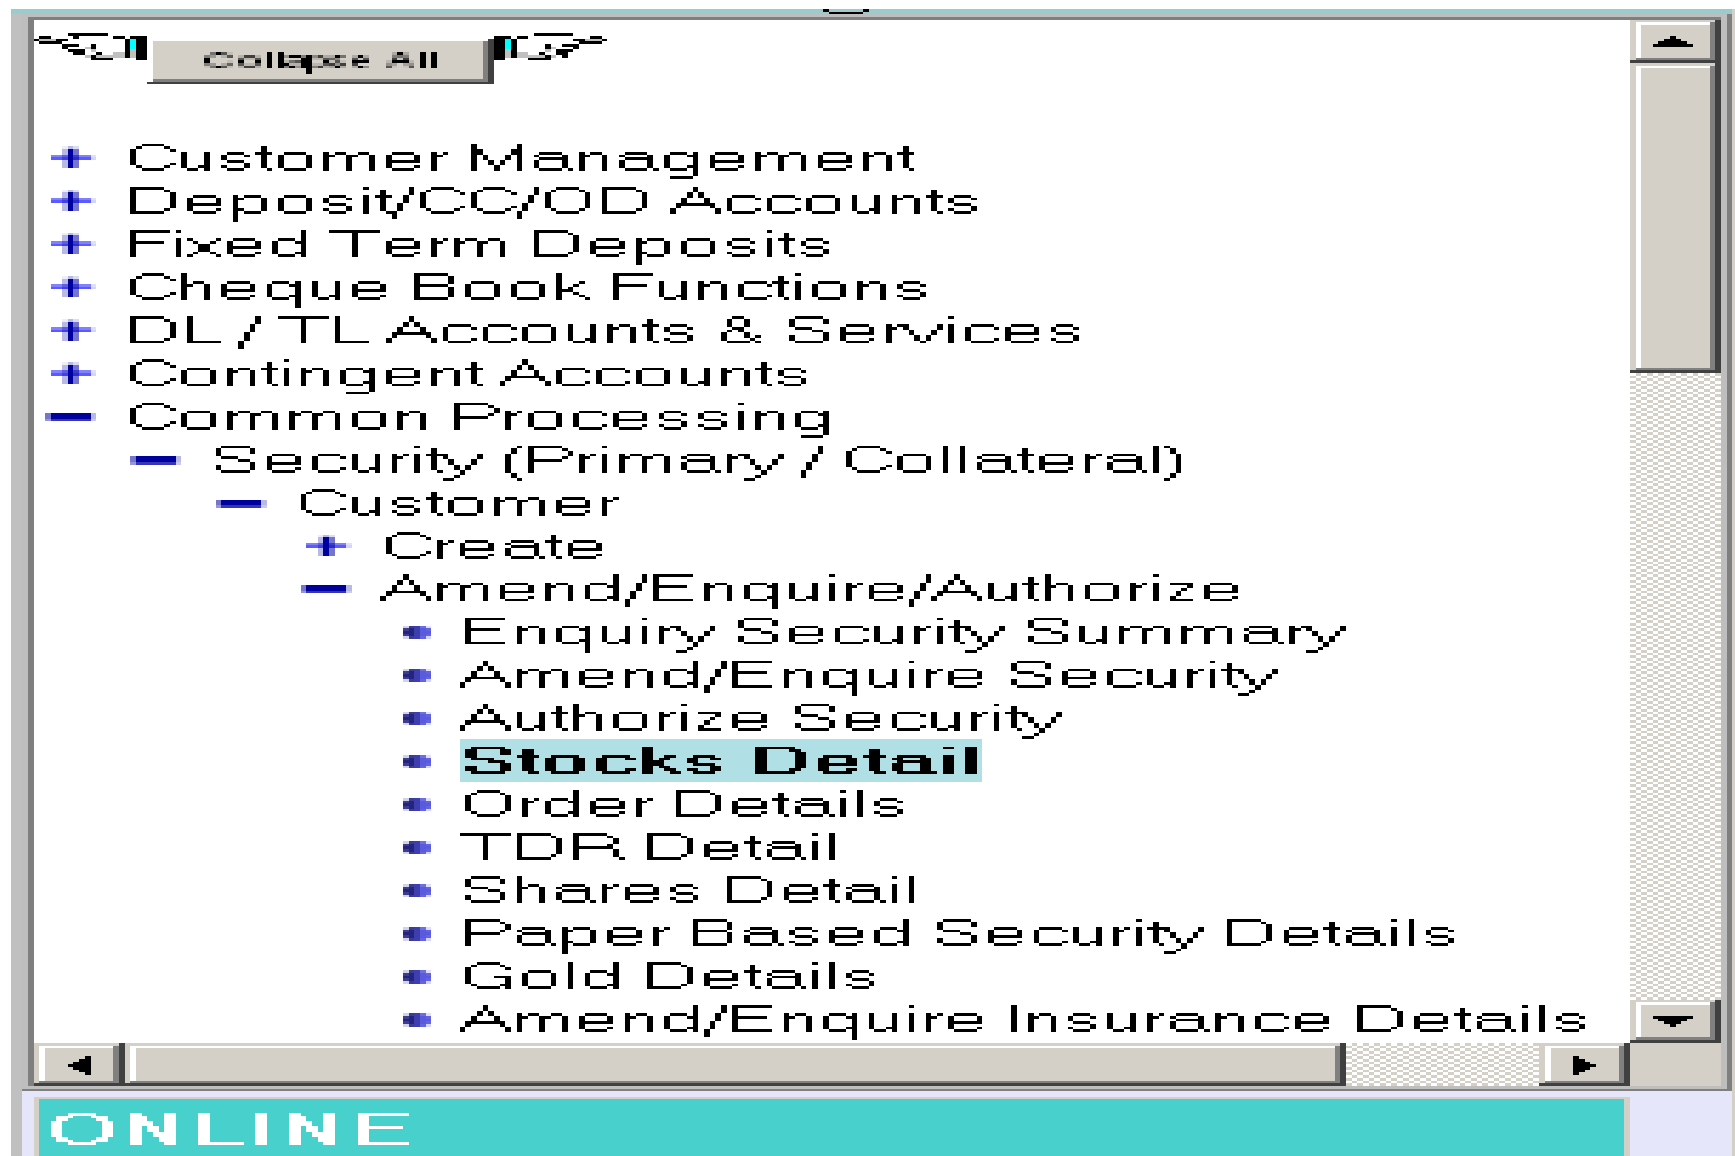 Collapse All
Customer Management
Deposit/CC/OD Accounts
Fixed Term Deposits
Cheque Book Functions
DL / TL Accounts & Services
Contingent Accounts
Common Processing
Security (Primary / Collateral)
Customer
Create
Amend/Enquire/Authorize
Enquiry Security Summary
Amend/Enquire Security
Authorize Security
Stocks Detail
Order Details
TDR Detail
Shares Detail
Paper Based Security Details
Gold Details
Amend/Enquire Insurance Details
ONLINE